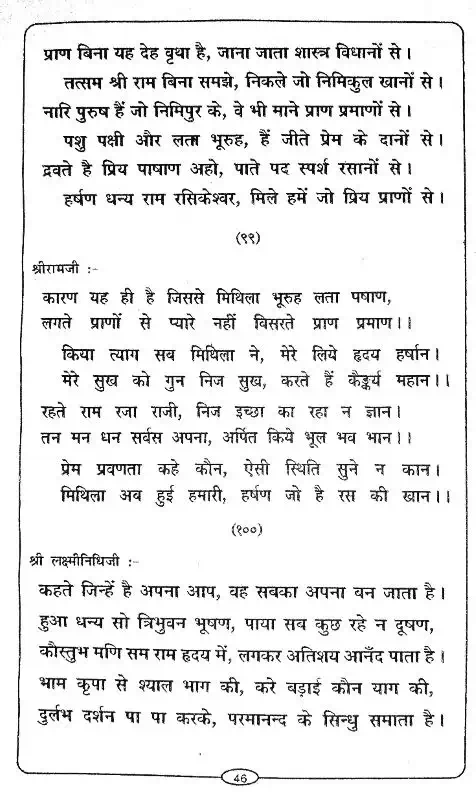 प्राण बिना यह देह वृथा है, जाना जाता शास्त्र विधानों से।
तत्सम श्री राम बिना समझे, निकले जो निमिकुल खानों से।
नारि पुरुष हैं जो निमिपुर के, वे भी माने प्राण प्रमाणों से।
पशु पक्षी और लता भूरुह, हैं जीते प्रेम के दानों से।
द्रवते है प्रिय पाषाण अहो, पाते पद स्पर्श रसानों से।
हर्षण धन्य राम रसिकेश्वर, मिले हमें जो प्रिय प्राणों से।
(९९)
श्रीरामजी :-
कारण यह ही है जिससे मिथिला भूरुह लता पषाण,
लगते प्राणों से प्यारे नहीं विसरते प्राण प्रमाण।।
किया त्याग सब मिथिला ने, मेरे लिये हृदय हर्षान।
मेरे सुख को गुन निज सुख, करते हैं कैङ्कर्य महान।।
रहते राम रजा राजी, निज इच्छा का रहा न ज्ञान।
तन मन धन सर्वस अपना, अर्पित किये भूल भव भान।।
प्रेम प्रवणता कहे कौन, ऐसी स्थिति सुने न कान।
मिथिला अब हुई हमारी, हर्षण जो है रस की खान।।
(१००)
श्री लक्ष्मीनिधिजी :-
कहते जिन्हें है अपना आप, वह सबका अपना बन जाता है।
हुआ धन्य सो त्रिभुवन भूषण, पाया सब कुछ रहे न दूषण,
कौस्तुभ मणि सम राम हृदय में, लगकर अतिशय आनँद पाता है।
भाम कृपा से श्याल भाग की, करे बड़ाई कौन याग की,
दुर्लभ दर्शन पा पा करके, परमानन्द के सिन्धु समाता है।
46